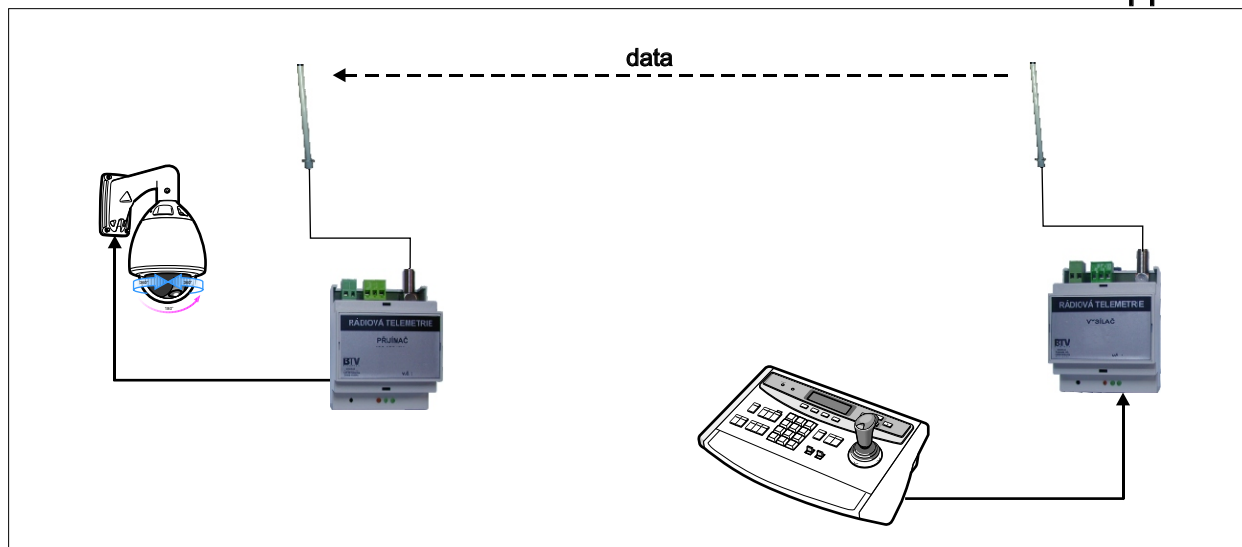 data
RÁDIOVÁ TELEMETRIE
PŘIJÍMAČ
BTV
RÁDIOVÁ TELEMETRIE
BTV